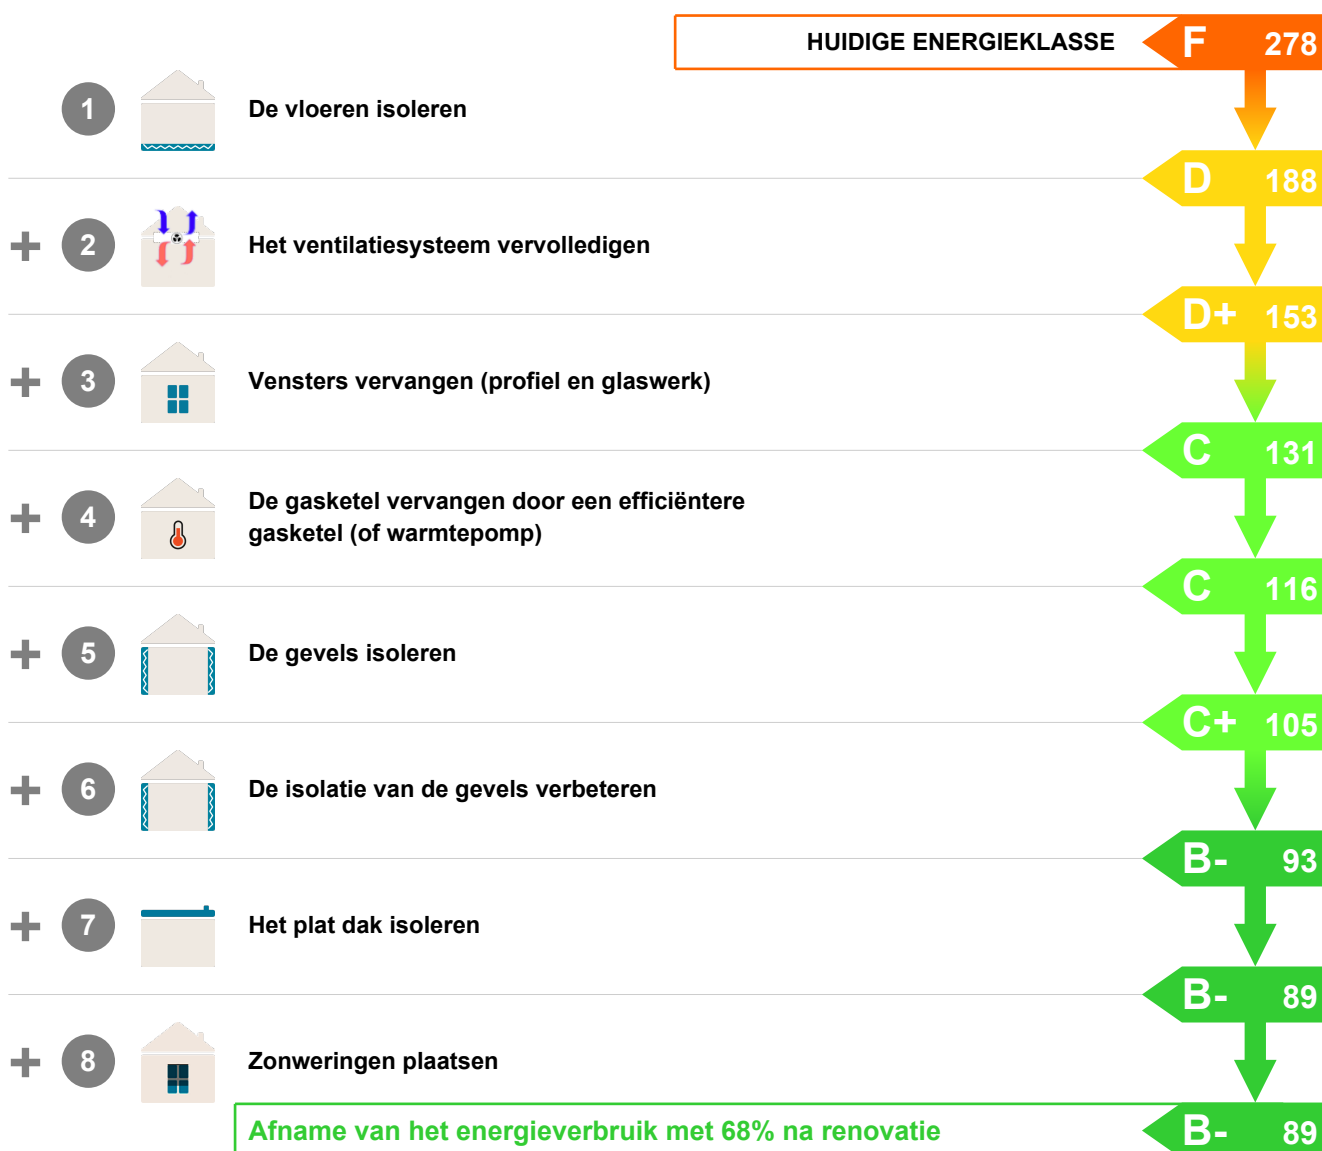 HUIDIGE ENERGIEKLASSE F 278
1 De vloeren isoleren
D 188
+ 2 Het ventilatiesysteem vervolledigen
D+ 153
+ 3 Vensters vervangen (profiel en glaswerk)
C 131
+ 4 De gasketel vervangen door een efficiëntere
gasketel (of warmtepomp)
C 116
+ 5 De gevels isoleren
C+ 105
+ 6 De isolatie van de gevels verbeteren
B- 93
+ 7 Het plat dak isoleren
B- 89
+ 8 Zonweringen plaatsen
Afname van het energieverbruik met 68% na renovatie B- 89